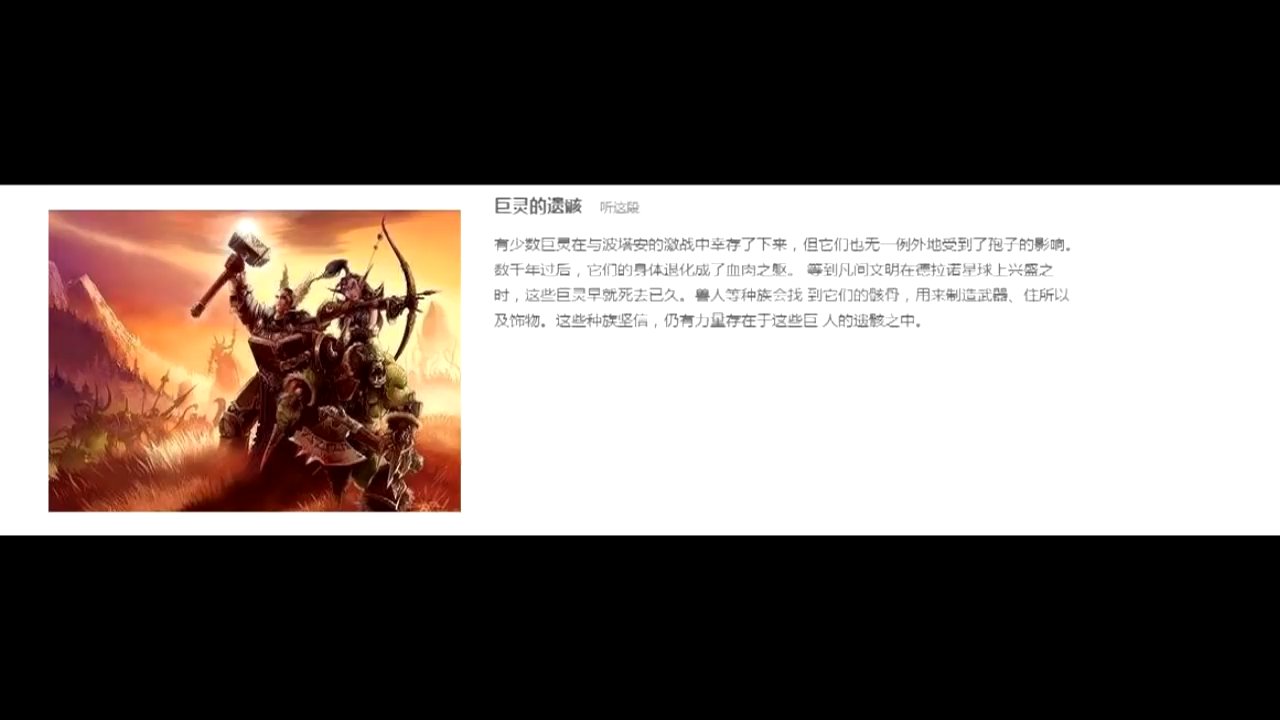 巨灵的遗骸 听这段
有少数巨灵在与波塔安的激战中幸存了下来，但它们也无一例外地受到了孢子的影响。
数千年过后，它们的身体退化成了血肉之躯。 等到凡间文明在德拉诺星球上兴盛之
时，这些巨灵早就死去已久。兽人等种族会找 到它们的骸骨，用来制造武器、住所以
及饰物。这些种族坚信，仍有力量存在于这些巨 人的遗骸之中。